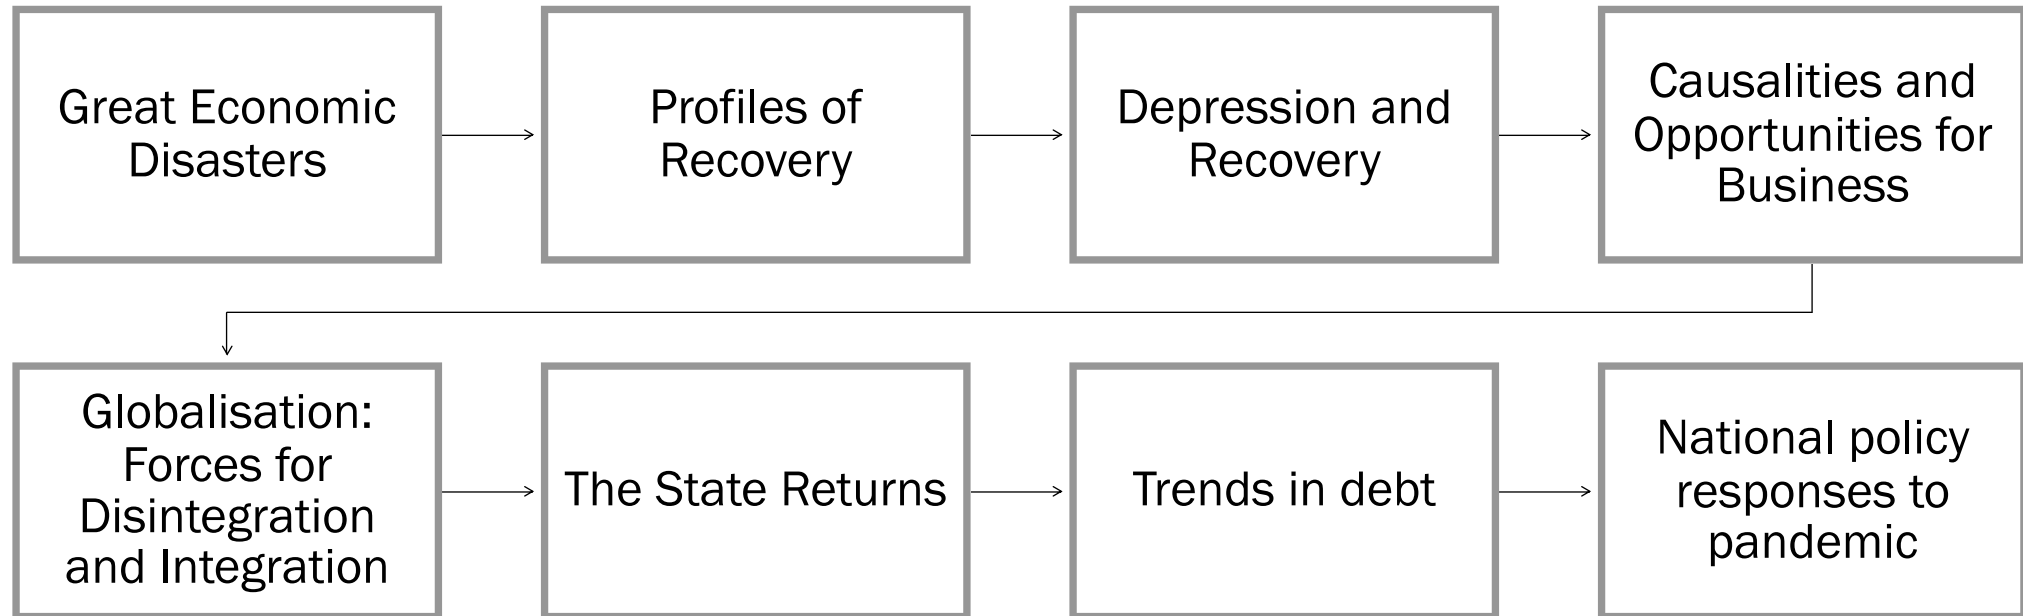 Great Economic
Disasters
Profiles of
Recovery
Depression and
Recovery
Causalities and
Opportunities for
Business
Globalisation:
Forces for
Disintegration
and Integration
The State Returns
Trends in debt
National policy
responses to
pandemic